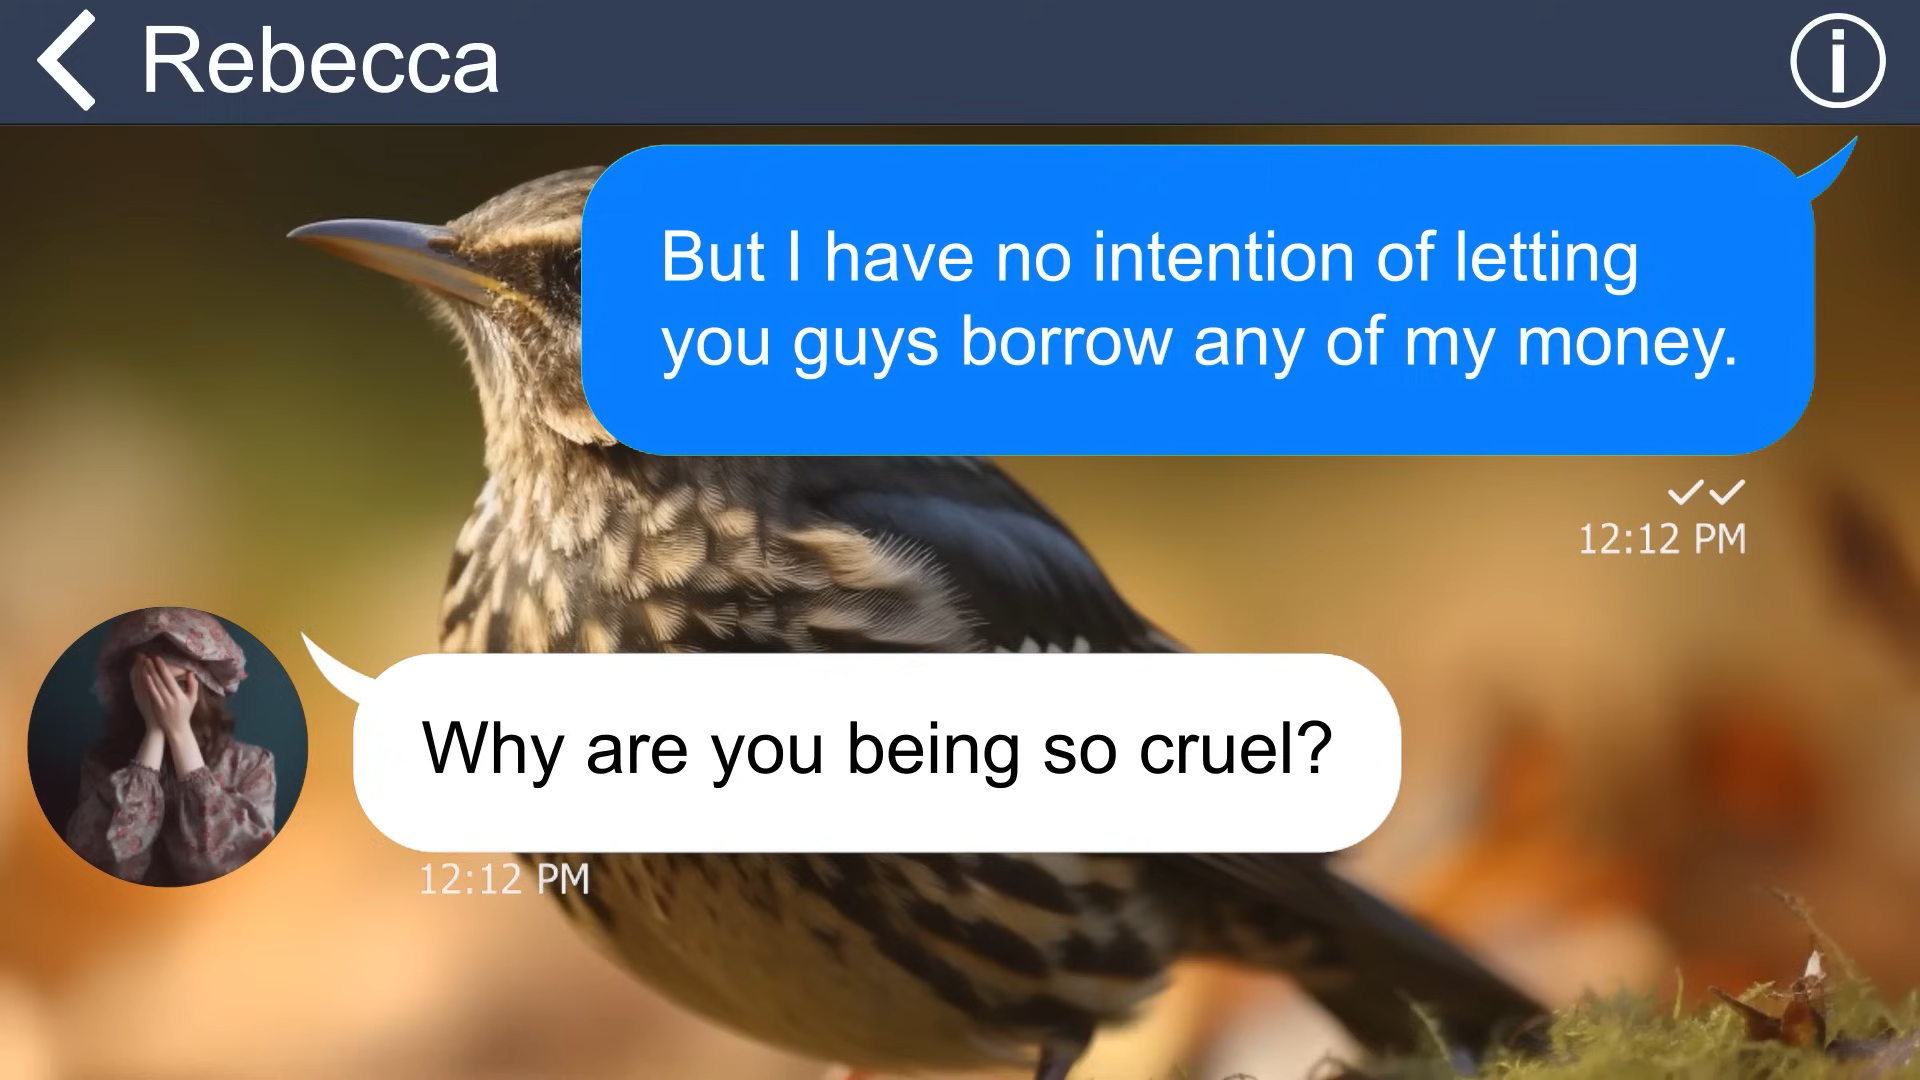 Rebecca
But I have no intention of letting
you guys borrow any of my money.
12:12 PM
Why are you being so cruel?
12:12 PM